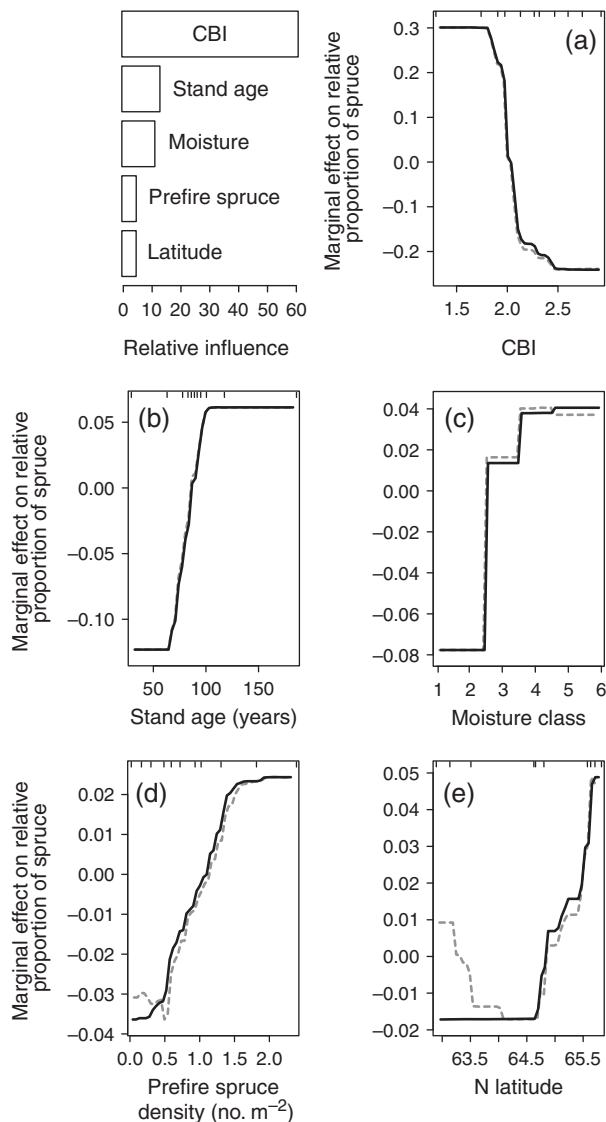 CBI
Stand age
Moisture
Prefire spruce
Latitude
0 10 20 30 40 50 60
Relative influence
(a)
Marginal effect on relative
proportion of spruce
0.3
0.2
0.1
0.0
−0.1
−0.2
1.5 2.0 2.5
CBI
(b)
Marginal effect on relative
proportion of spruce
0.05
0.00
−0.05
−0.10
50 100 150
Stand age (years)
(c)
0.04
0.02
0.00
−0.02
−0.04
−0.06
−0.08
1 2 3 4 5 6
Moisture class
(d)
Marginal effect on relative
proportion of spruce
0.02
0.01
0.00
−0.01
−0.02
−0.03
−0.04
0.0 0.5 1.0 1.5 2.0
Prefire spruce
density (no. m⁻²)
(e)
0.05
0.04
0.03
0.02
0.01
0.00
−0.01
−0.02
63.5 64.5 65.5
N latitude